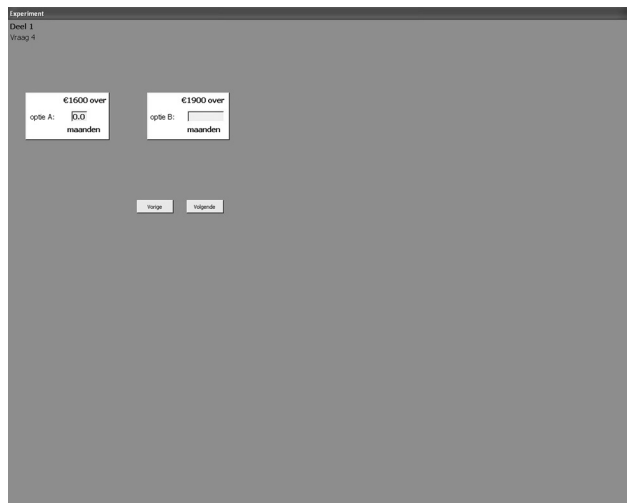 Experiment
Deel 1
Vraag 4
€1600 over
optie A: 0.0
maanden
€1900 over
optie B:
maanden
Vorige
Volgende